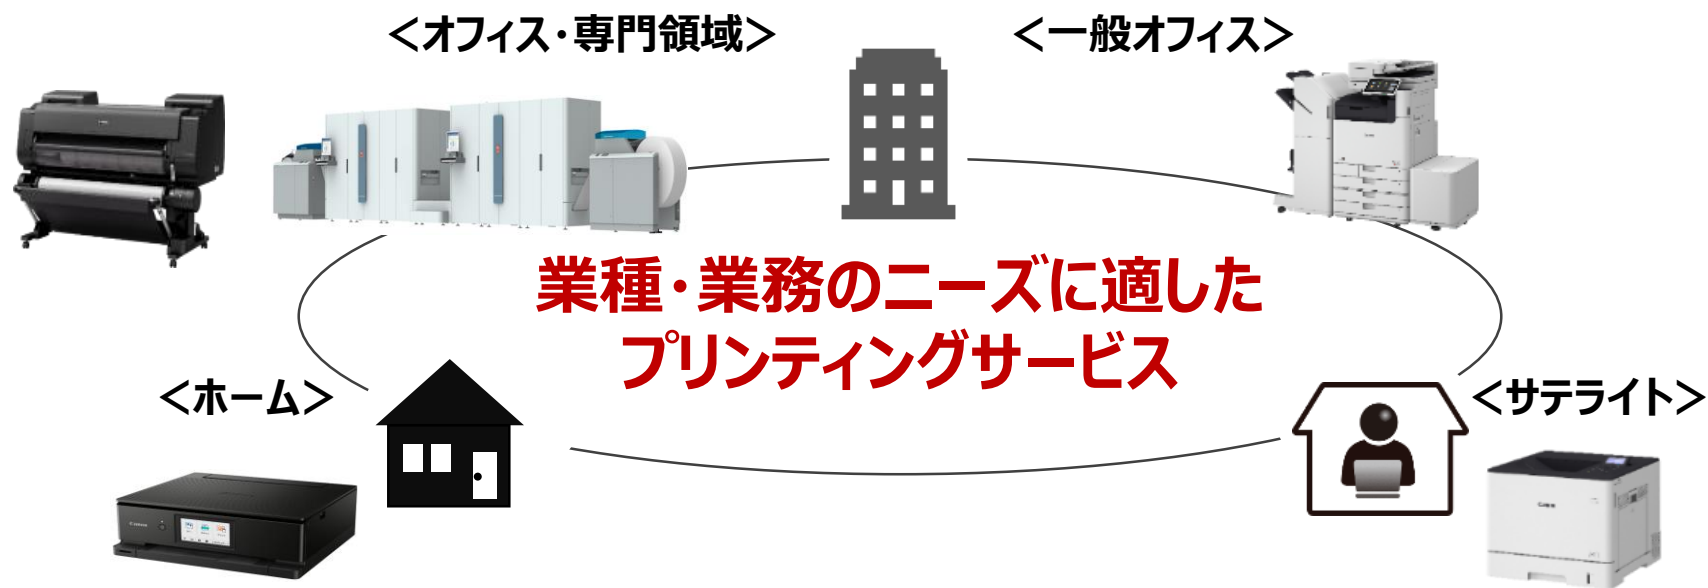 ＜オフィス・専門領域＞
＜一般オフィス＞
業種・業務のニーズに適した
プリンティングサービス
＜ホーム＞
＜サテライト＞
Canon